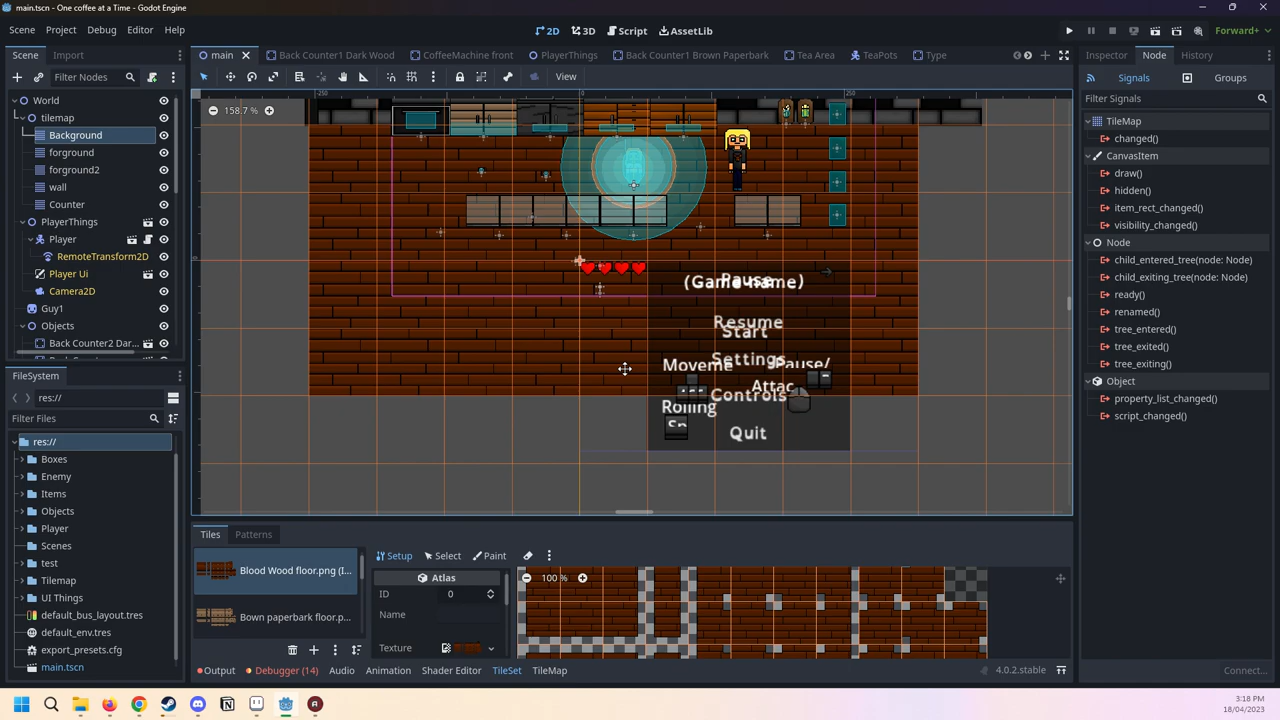 main.tscn - One coffee at a Time - Godot Engine
Scene Project Debug Editor Help
2D 3D Script AssetLib
Forward+
Scene Import
main Back Counter1 Dark Wood CoffeeMachine front PlayerThings Back Counter1 Brown Paperbark Tea Area TeaPots Type
Inspector Node History
Filter Nodes
View
Signals Groups
Filter Signals
158.7 %
250 0 250
World
tilemap
Background
forground
forground2
wall
Counter
PlayerThings
Player
RemoteTransform2D
Player Ui
Camera2D
Guy1
Objects
Back Counter2 Dar
TileMap
changed()
CanvasItem
draw()
hidden()
item_rect_changed()
visibility_changed()
Node
child_entered_tree(node: Node)
child_exiting_tree(node: Node)
ready()
renamed()
tree_entered()
tree_exited()
tree_exiting()
Object
property_list_changed()
script_changed()
Pause
(Game name)
Resume
Start
Settings
Moveme Pause/
Attac
Controls
Rolling
Sp
Quit
FileSystem
res://
Filter Files
res://
Boxes
Enemy
Items
Objects
Player
Scenes
test
Tilemap
UI Things
default_bus_layout.tres
default_env.tres
export_presets.cfg
main.tscn
Tiles Patterns
Blood Wood floor.png (I...
Bown paperbark floor.p...
Setup Select Paint
Atlas
ID 0
Name
Texture
100 %
Output Debugger (14) Audio Animation Shader Editor TileSet TileMap
4.0.2.stable
Connect...
3:18 PM
18/04/2023